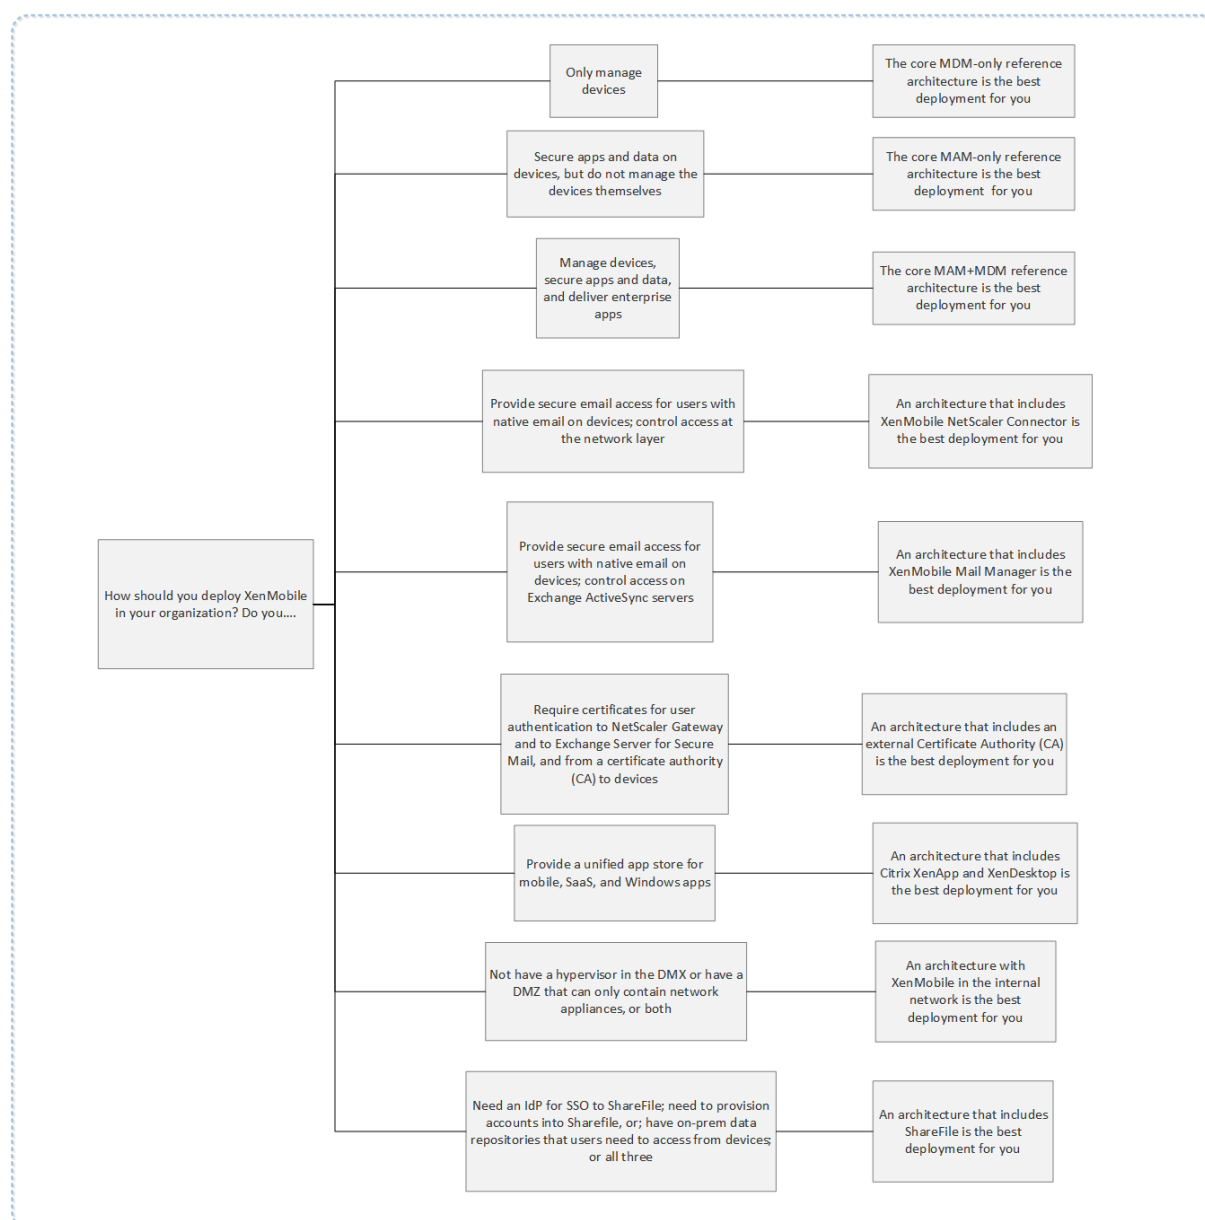 Only manage
devices
The core MDM-only reference
architecture is the best
deployment for you
Secure apps and data on
devices, but do not manage the
devices themselves
The core MAM-only reference
architecture is the best
deployment  for you
Manage devices,
secure apps and data,
and deliver enterprise
apps
The core MAM+MDM reference
architecture is the best
deployment for you
Provide secure email access for users with
native email on devices; control access at
the network layer
An architecture that includes
XenMobile NetScaler Connector is
the best deployment for you
How should you deploy XenMobile
in your organization? Do you....
Provide secure email access for
users with native email on
devices; control access on
Exchange ActiveSync servers
An architecture that includes
XenMobile Mail Manager is the
best deployment for you
Require certificates for user
authentication to NetScaler Gateway
and to Exchange Server for Secure
Mail, and from a certificate authority
(CA) to devices
An architecture that includes an
external Certificate Authority (CA)
is the best deployment for you
Provide a unified app store for
mobile, SaaS, and Windows apps
An architecture that includes
Citrix XenApp and XenDesktop is
the best deployment for you
Not have a hypervisor in the DMX or have a
DMZ that can only contain network
appliances, or both
An architecture with
XenMobile in the internal
network is the best
deployment for you
Need an IdP for SSO to ShareFile; need to provision
accounts into Sharefile, or; have on-prem data
repositories that users need to access from devices;
or all three
An architecture that includes
ShareFile is the best
deployment for you